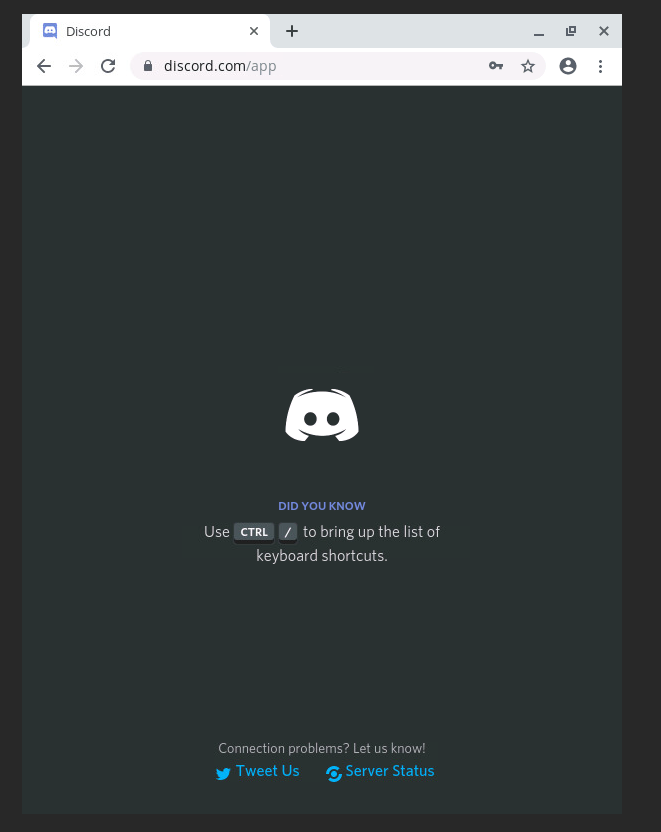 Discord
discord.com/app
DID YOU KNOW
Use CTRL / to bring up the list of
keyboard shortcuts.
Connection problems? Let us know!
Tweet Us Server Status